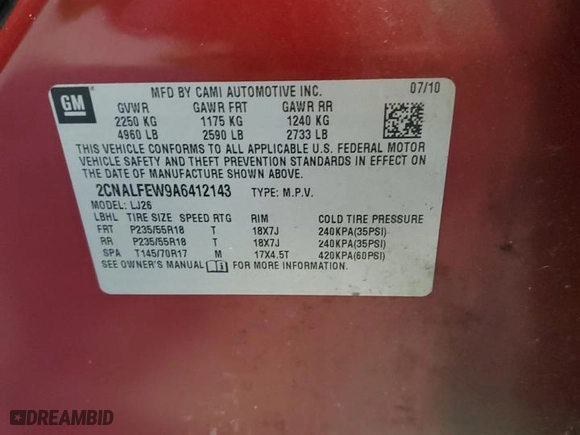 MFD BY CAMI AUTOMOTIVE INC. 07/10
GM
GVWR GAWR FRT GAWR RR
2250 KG 1175 KG 1240 KG
4960 LB 2590 LB 2733 LB
THIS VEHICLE CONFORMS TO ALL APPLICABLE U.S. FEDERAL MOTOR
VEHICLE SAFETY AND THEFT PREVENTION STANDARDS IN EFFECT ON
THE DATE OF MANUFACTURE SHOWN ABOVE.
2CNALFEW9A6412143 TYPE: M.P.V.
MODEL: LJ26
LBHL TIRE SIZE SPEED RTG RIM COLD TIRE PRESSURE
FRT P235/55R18 T 18X7J 240KPA(35PSI)
RR P235/55R18 T 18X7J 240KPA(35PSI)
SPA T145/70R17 M 17X4.5T 420KPA(60PSI)
SEE OWNER'S MANUAL FOR MORE INFORMATION.
DREAMBID